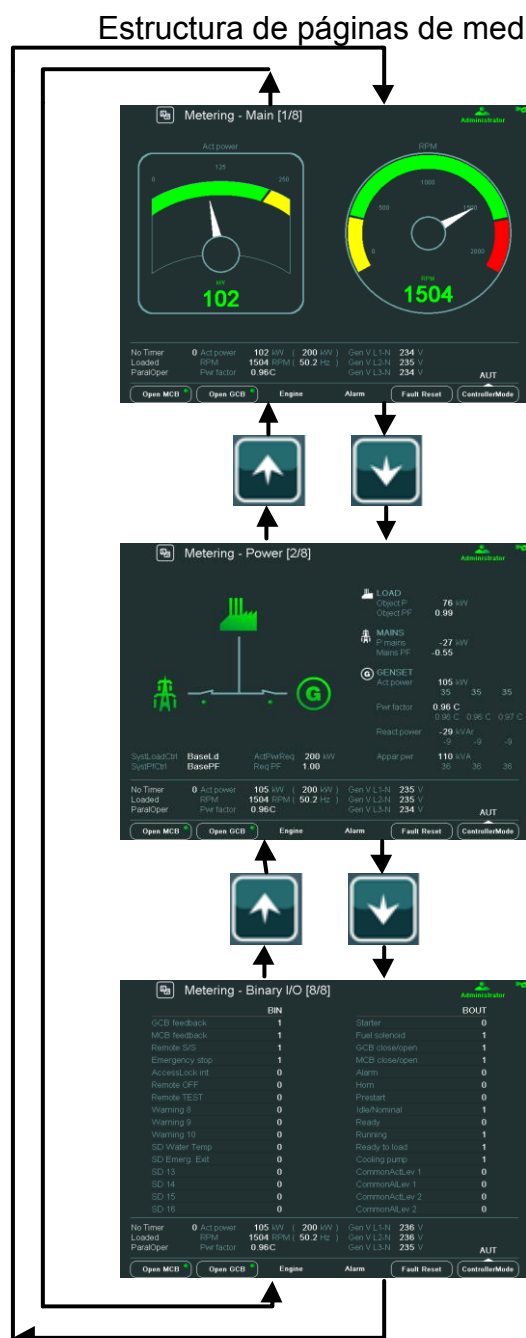 Estructura de páginas de med
Metering - Main [1/8]
Administrator
Act power
0 125 250
kW
102
RPM
0 500 1000 1500 2000
RPM
1504
No Timer 0 Act power 102 kW ( 200 kW ) Gen V L1-N 234 V
Loaded RPM 1504 RPM ( 50.2 Hz ) Gen V L2-N 235 V
ParalOper Pwr factor 0.96C Gen V L3-N 234 V
AUT
Open MCB Open GCB Engine Alarm Fault Reset ControllerMode
Metering - Power [2/8]
Administrator
LOAD
Object P 76 kW
Object PF 0.99
MAINS
P mains -27 kW
Mains PF -0.55
G
G GENSET
Act power 105 kW
35 35 35
Pwr factor 0.96 C
0.96 C 0.96 C 0.97 C
React power -29 kVAr
-9 -9 -9
SystLoadCtrl BaseLd ActPwrReq 200 kW
SystPfCtrl BasePF Req PF 1.00
Appar pwr 110 kVA
36 36 36
No Timer 0 Act power 105 kW ( 200 kW ) Gen V L1-N 235 V
Loaded RPM 1504 RPM ( 50.2 Hz ) Gen V L2-N 235 V
ParalOper Pwr factor 0.96C Gen V L3-N 234 V
AUT
Open MCB Open GCB Engine Alarm Fault Reset ControllerMode
Metering - Binary I/O [8/8]
Administrator
BIN BOUT
GCB feedback 1 Starter 0
MCB feedback 1 Fuel solenoid 1
Remote S/S 1 GCB close/open 1
Emergency stop 1 MCB close/open 1
AccessLock int 0 Alarm 0
Remote OFF 0 Horn 0
Remote TEST 0 Prestart 0
Warning 8 0 Idle/Nominal 1
Warning 9 0 Ready 0
Warning 10 0 Running 1
SD Water Temp 0 Ready to load 1
SD Emerg. Exit 0 Cooling pump 1
SD 13 0 CommonActLev 1 0
SD 14 0 CommonAlLev 1 0
SD 15 0 CommonActLev 2 0
SD 16 0 CommonAlLev 2 0
No Timer 0 Act power 105 kW ( 200 kW ) Gen V L1-N 236 V
Loaded RPM 1504 RPM ( 50.2 Hz ) Gen V L2-N 236 V
ParalOper Pwr factor 0.96C Gen V L3-N 235 V
AUT
Open MCB Open GCB Engine Alarm Fault Reset ControllerMode